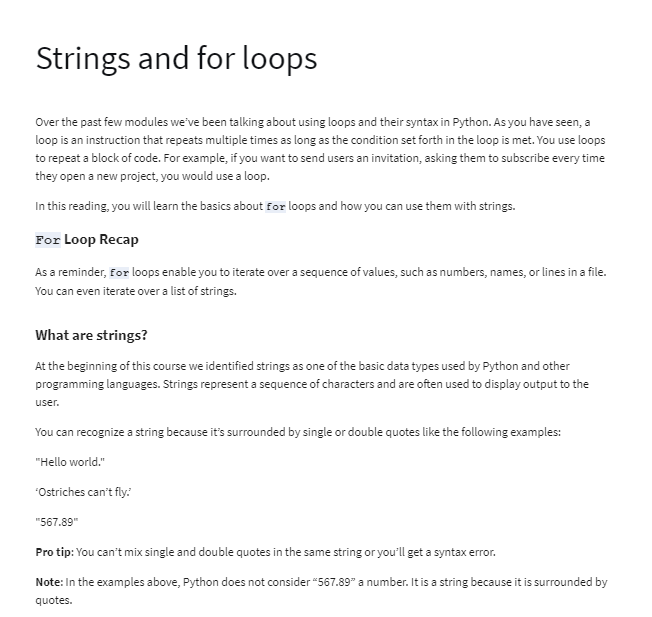 Strings and for loops
Over the past few modules we've been talking about using loops and their syntax in Python. As you have seen, a
loop is an instruction that repeats multiple times as long as the condition set forth in the loop is met. You use loops
to repeat a block of code. For example, if you want to send users an invitation, asking them to subscribe every time
they open a new project, you would use a loop.
In this reading, you will learn the basics about for loops and how you can use them with strings.
For Loop Recap
As a reminder, for loops enable you to iterate over a sequence of values, such as numbers, names, or lines in a file.
You can even iterate over a list of strings.
What are strings?
At the beginning of this course we identified strings as one of the basic data types used by Python and other
programming languages. Strings represent a sequence of characters and are often used to display output to the
user.
You can recognize a string because it's surrounded by single or double quotes like the following examples:
"Hello world."
‘Ostriches can’t fly.’
"567.89"
Pro tip: You can’t mix single and double quotes in the same string or you’ll get a syntax error.
Note: In the examples above, Python does not consider “567.89” a number. It is a string because it is surrounded by
quotes.